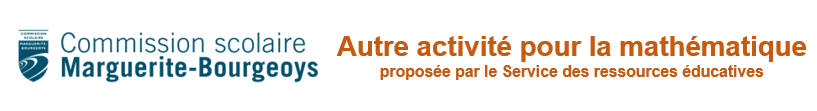 COMMISSION
SCOLAIRE
MARGUERITE-
BOURGEOYS
Commission scolaire
Marguerite-Bourgeoys
Autre activité pour la mathématique
proposée par le Service des ressources éducatives